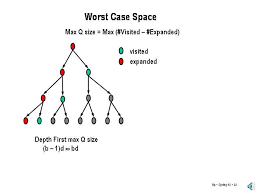 Worst Case Space
Max Q size = Max (#Visited – #Expanded)
visited
expanded
Depth First max Q size
(b – 1)d ≈ bd